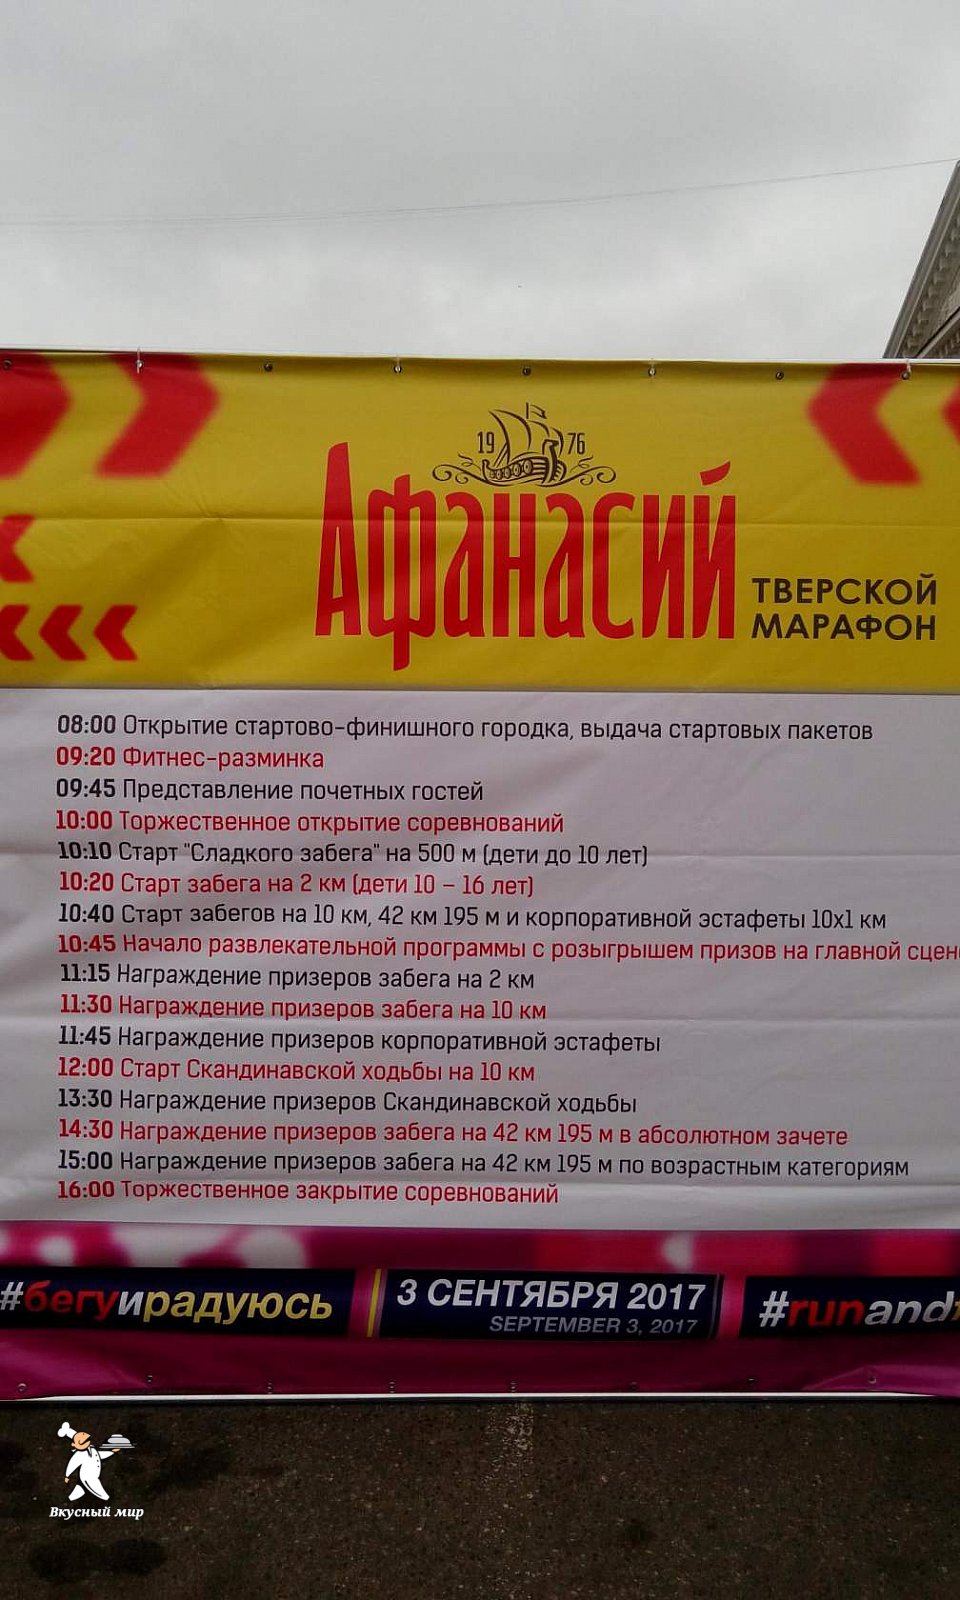 19 76
Афанасий
ТВЕРСКОЙ
МАРАФОН
08:00 Открытие стартово-финишного городка, выдача стартовых пакетов
09:20 Фитнес-разминка
09:45 Представление почетных гостей
10:00 Торжественное открытие соревнований
10:10 Старт "Сладкого забега" на 500 м (дети до 10 лет)
10:20 Старт забега на 2 км (дети 10 – 16 лет)
10:40 Старт забегов на 10 км, 42 км 195 м и корпоративной эстафеты 10х1 км
10:45 Начало развлекательной программы с розыгрышем призов на главной сцен
11:15 Награждение призеров забега на 2 км
11:30 Награждение призеров забега на 10 км
11:45 Награждение призеров корпоративной эстафеты
12:00 Старт Скандинавской ходьбы на 10 км
13:30 Награждение призеров Скандинавской ходьбы
14:30 Награждение призеров забега на 42 км 195 м в абсолютном зачете
15:00 Награждение призеров забега на 42 км 195 м по возрастным категориям
16:00 Торжественное закрытие соревнований
#бегуирадуюсь
3 СЕНТЯБРЯ 2017
SEPTEMBER 3, 2017
#runand
Вкусный мир